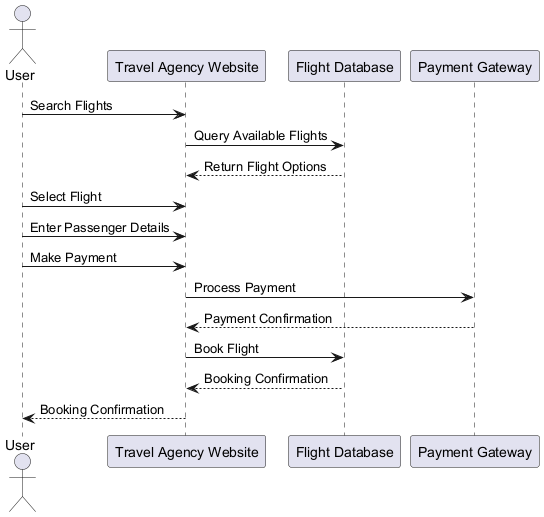 User
Travel Agency Website
Flight Database
Payment Gateway
Search Flights
Query Available Flights
Return Flight Options
Select Flight
Enter Passenger Details
Make Payment
Process Payment
Payment Confirmation
Book Flight
Booking Confirmation
Booking Confirmation
User
Travel Agency Website
Flight Database
Payment Gateway